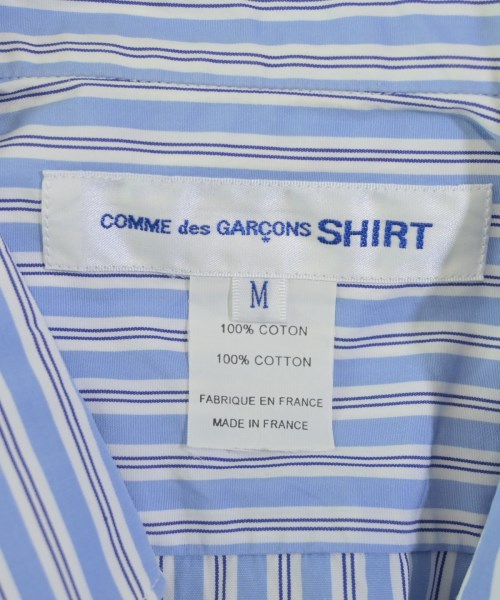 COMME des GARÇONS SHIRT
M
100% COTON
100% COTTON
FABRIQUE EN FRANCE
MADE IN FRANCE